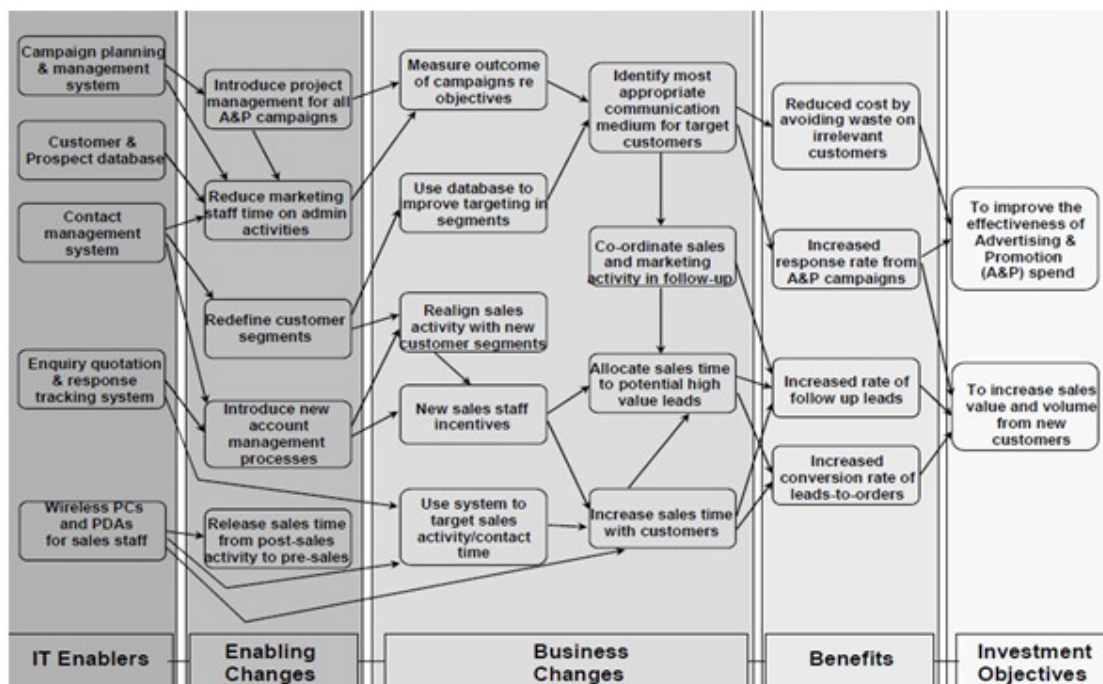 Campaign planning
& management
system
Customer &
Prospect database
Contact
management
system
Enquiry quotation
& response
tracking system
Wireless PCs
and PDAs
for sales staff
IT Enablers
Introduce project
management for all
A&P campaigns
Reduce marketing
staff time on admin
activities
Redefine customer
segments
Introduce new
account
management
processes
Release sales time
from post-sales
activity to pre-sales
Enabling
Changes
Measure outcome
of campaigns re
objectives
Use database to
improve targeting in
segments
Realign sales
activity with new
customer segments
New sales staff
incentives
Use system to
target sales
activity/contact
time
Identify most
appropriate
communication
medium for target
customers
Co-ordinate sales
and marketing
activity in follow-up
Allocate sales time
to potential high
value leads
Increase sales time
with customers
Business
Changes
Reduced cost by
avoiding waste on
irrelevant
customers
Increased
response rate from
A&P campaigns
Increased rate of
follow up leads
Increased
conversion rate of
leads-to-orders
Benefits
To improve the
effectiveness of
Advertising &
Promotion
(A&P) spend
To increase sales
value and volume
from new
customers
Investment
Objectives